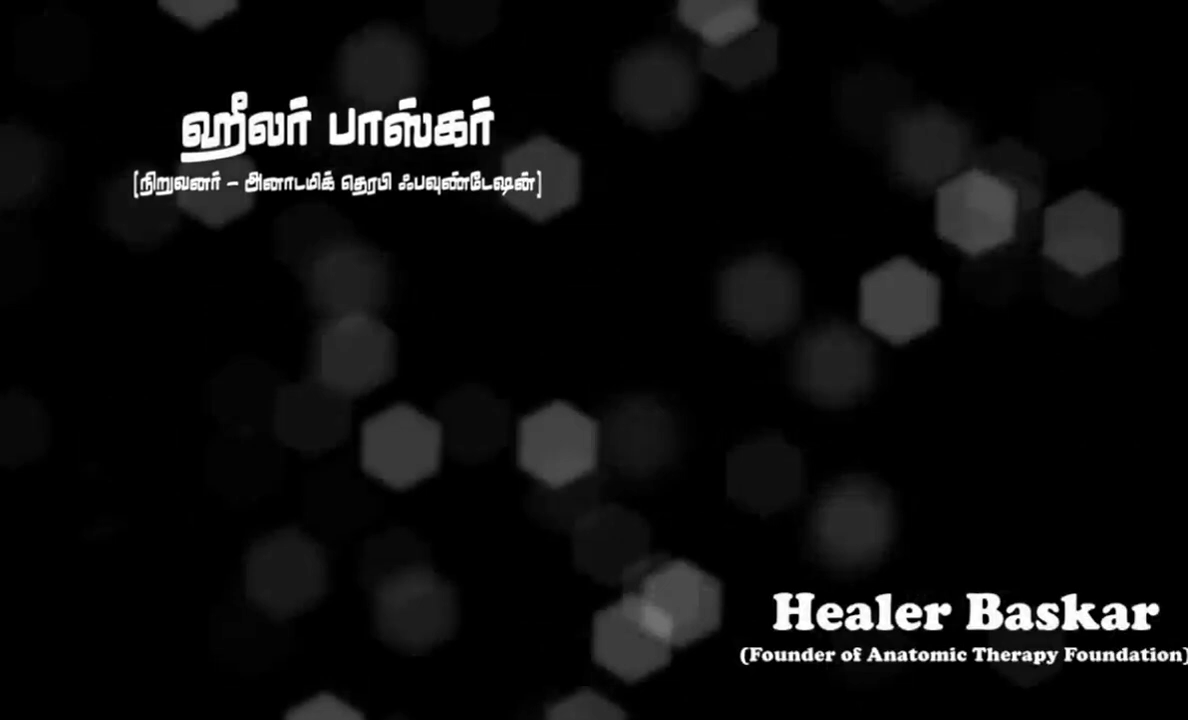 ஹீலர் பாஸ்கர்
(நிறுவனர் – அனாடமிக் தெரபி ஃபவுண்டேஷன்)
Healer Baskar
(Founder of Anatomic Therapy Foundation)